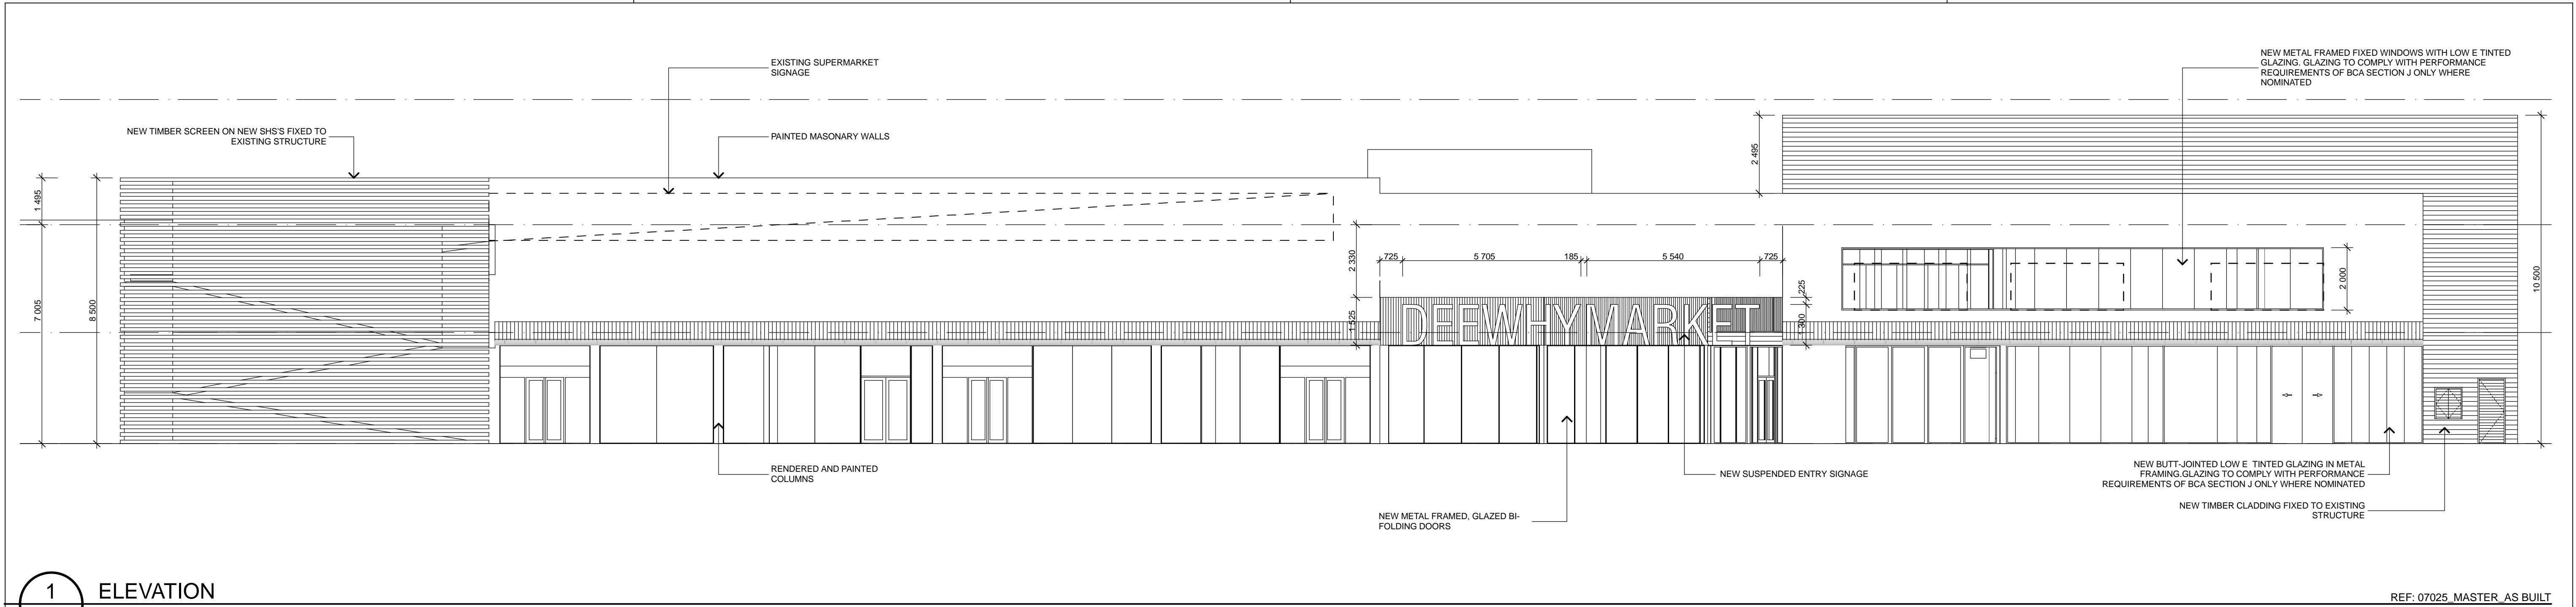 EXISTING SUPERMARKET
SIGNAGE
NEW METAL FRAMED FIXED WINDOWS WITH LOW E TINTED
GLAZING. GLAZING TO COMPLY WITH PERFORMANCE
REQUIREMENTS OF BCA SECTION J ONLY WHERE
NOMINATED
NEW TIMBER SCREEN ON NEW SHS'S FIXED TO
EXISTING STRUCTURE
PAINTED MASONARY WALLS
2 495
1 495
7 005
8 500
2 330
1 525
725
5 705
185
5 540
725
225
1 300
2 000
10 500
DEEWHYMARKET
RENDERED AND PAINTED
COLUMNS
NEW SUSPENDED ENTRY SIGNAGE
NEW METAL FRAMED, GLAZED BI-
FOLDING DOORS
NEW BUTT-JOINTED LOW E TINTED GLAZING IN METAL
FRAMING.GLAZING TO COMPLY WITH PERFORMANCE
REQUIREMENTS OF BCA SECTION J ONLY WHERE NOMINATED
NEW TIMBER CLADDING FIXED TO EXISTING
STRUCTURE
1
ELEVATION
REF: 07025_MASTER_AS BUILT